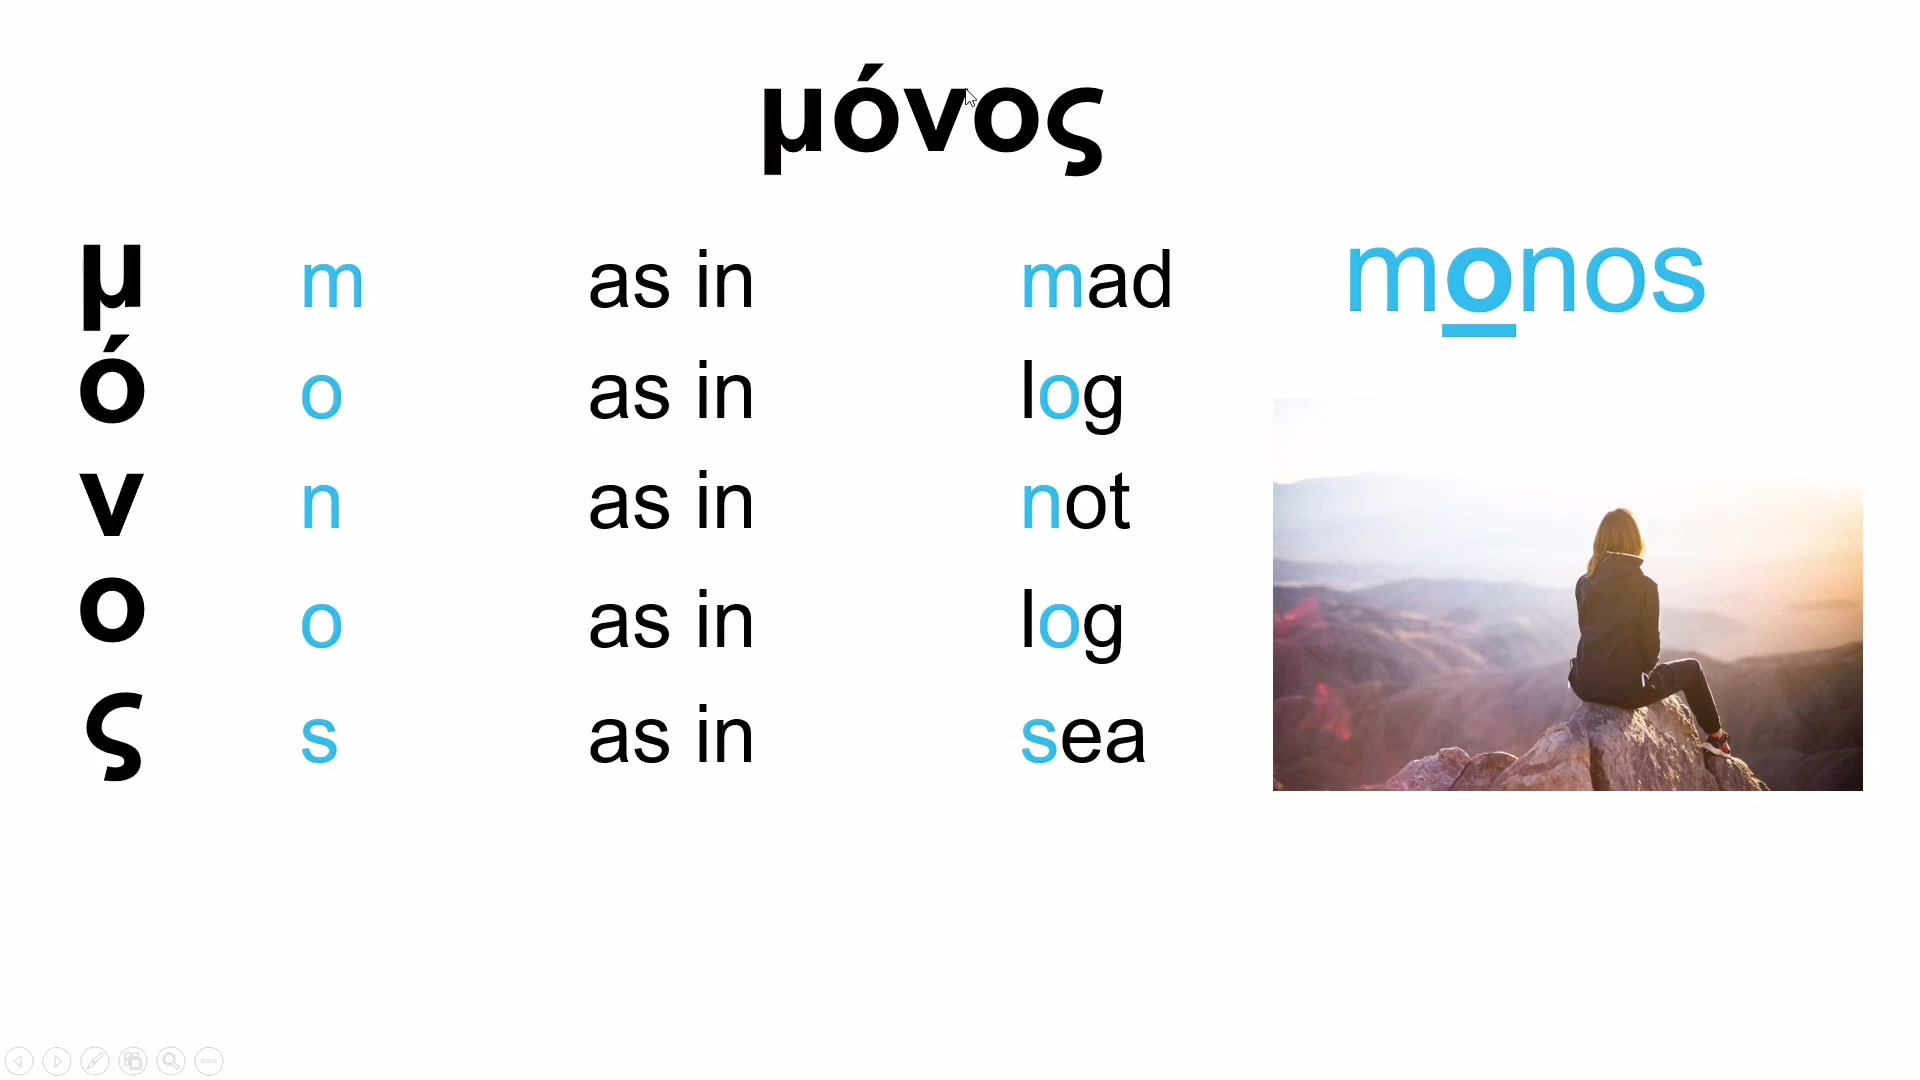 μόνος
μ m as in mad monos
ό o as in log
ν n as in not
ο o as in log
ς s as in sea